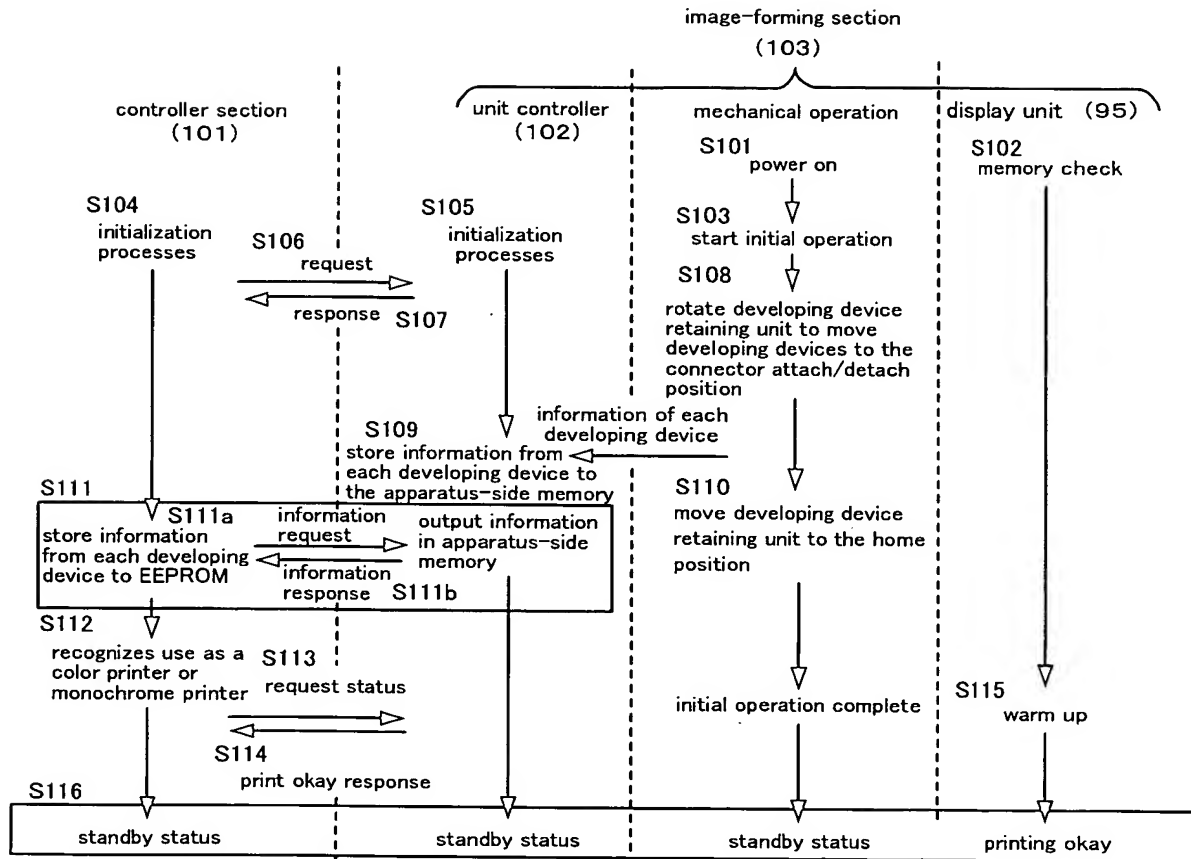 image-forming section
(103)
controller section
(101)
unit controller
(102)
mechanical operation
display unit (95)
S101
power on
S102
memory check
S103
start initial operation
S104
initialization
processes
S105
initialization
processes
S106
request
response
S107
S108
rotate developing device
retaining unit to move
developing devices to the
connector attach/detach
position
information of each
developing device
S109
store information from
each developing device to
the apparatus-side memory
S110
move developing device
retaining unit to the home
position
S111
S111a
store information
from each developing
device to EEPROM
information
request
information
response
S111b
output information
in apparatus-side
memory
S112
recognizes use as a
color printer or
monochrome printer
S113
request status
S114
print okay response
initial operation complete
S115
warm up
S116
standby status
standby status
standby status
printing okay